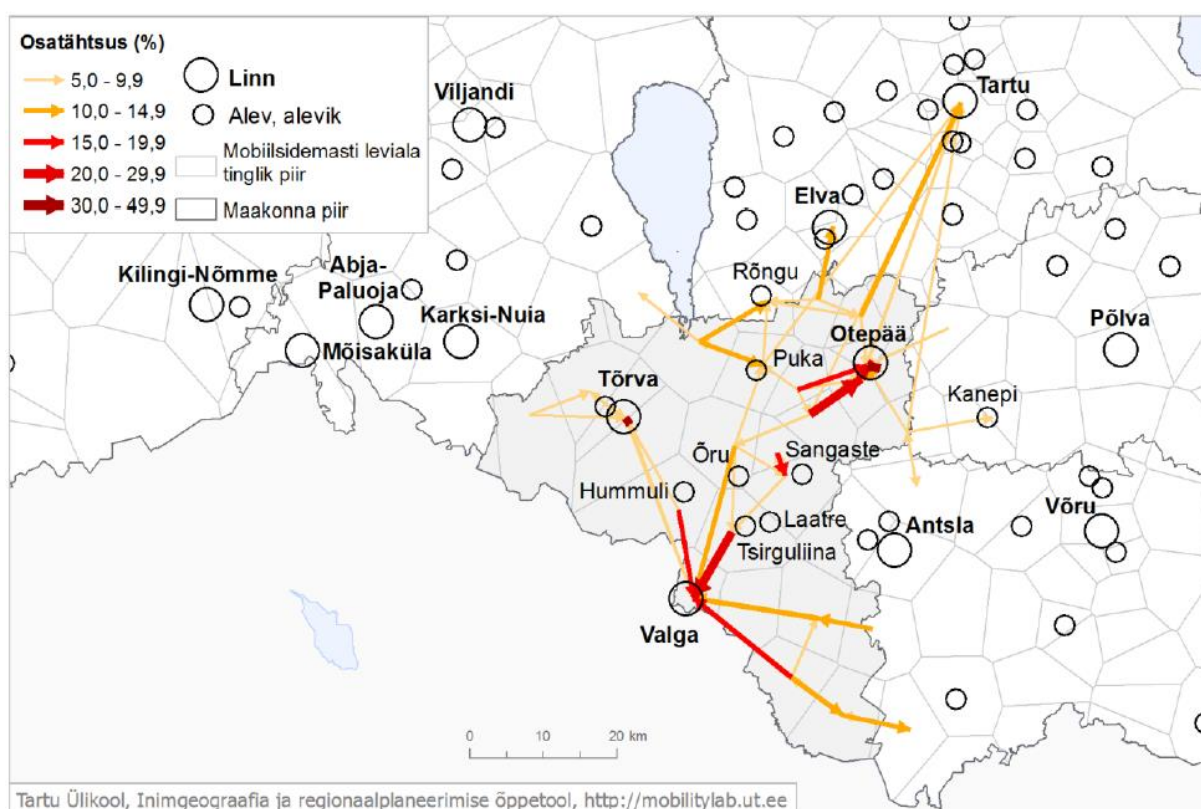 Osatähtsus (%)
5,0 - 9,9
10,0 - 14,9
15,0 - 19,9
20,0 - 29,9
30,0 - 49,9
Linn
Alev, alevik
Mobiilsidemasti leviala
tinglik piir
Maakonna piir
Viljandi
Tartu
Elva
Rõngu
Kilingi-Nõmme
Abja-
Paluoja
Karksi-Nuia
Mõisaküla
Otepää
Põlva
Puka
Tõrva
Kanepi
Õru
Sangaste
Hummuli
Laatre
Tsirguliina
Antsla
Võru
Valga
0 10 20 km
Tartu Ülikool, Inimgeograafia ja regionaalplaneerimise õppetool, http://mobilitylab.ut.ee